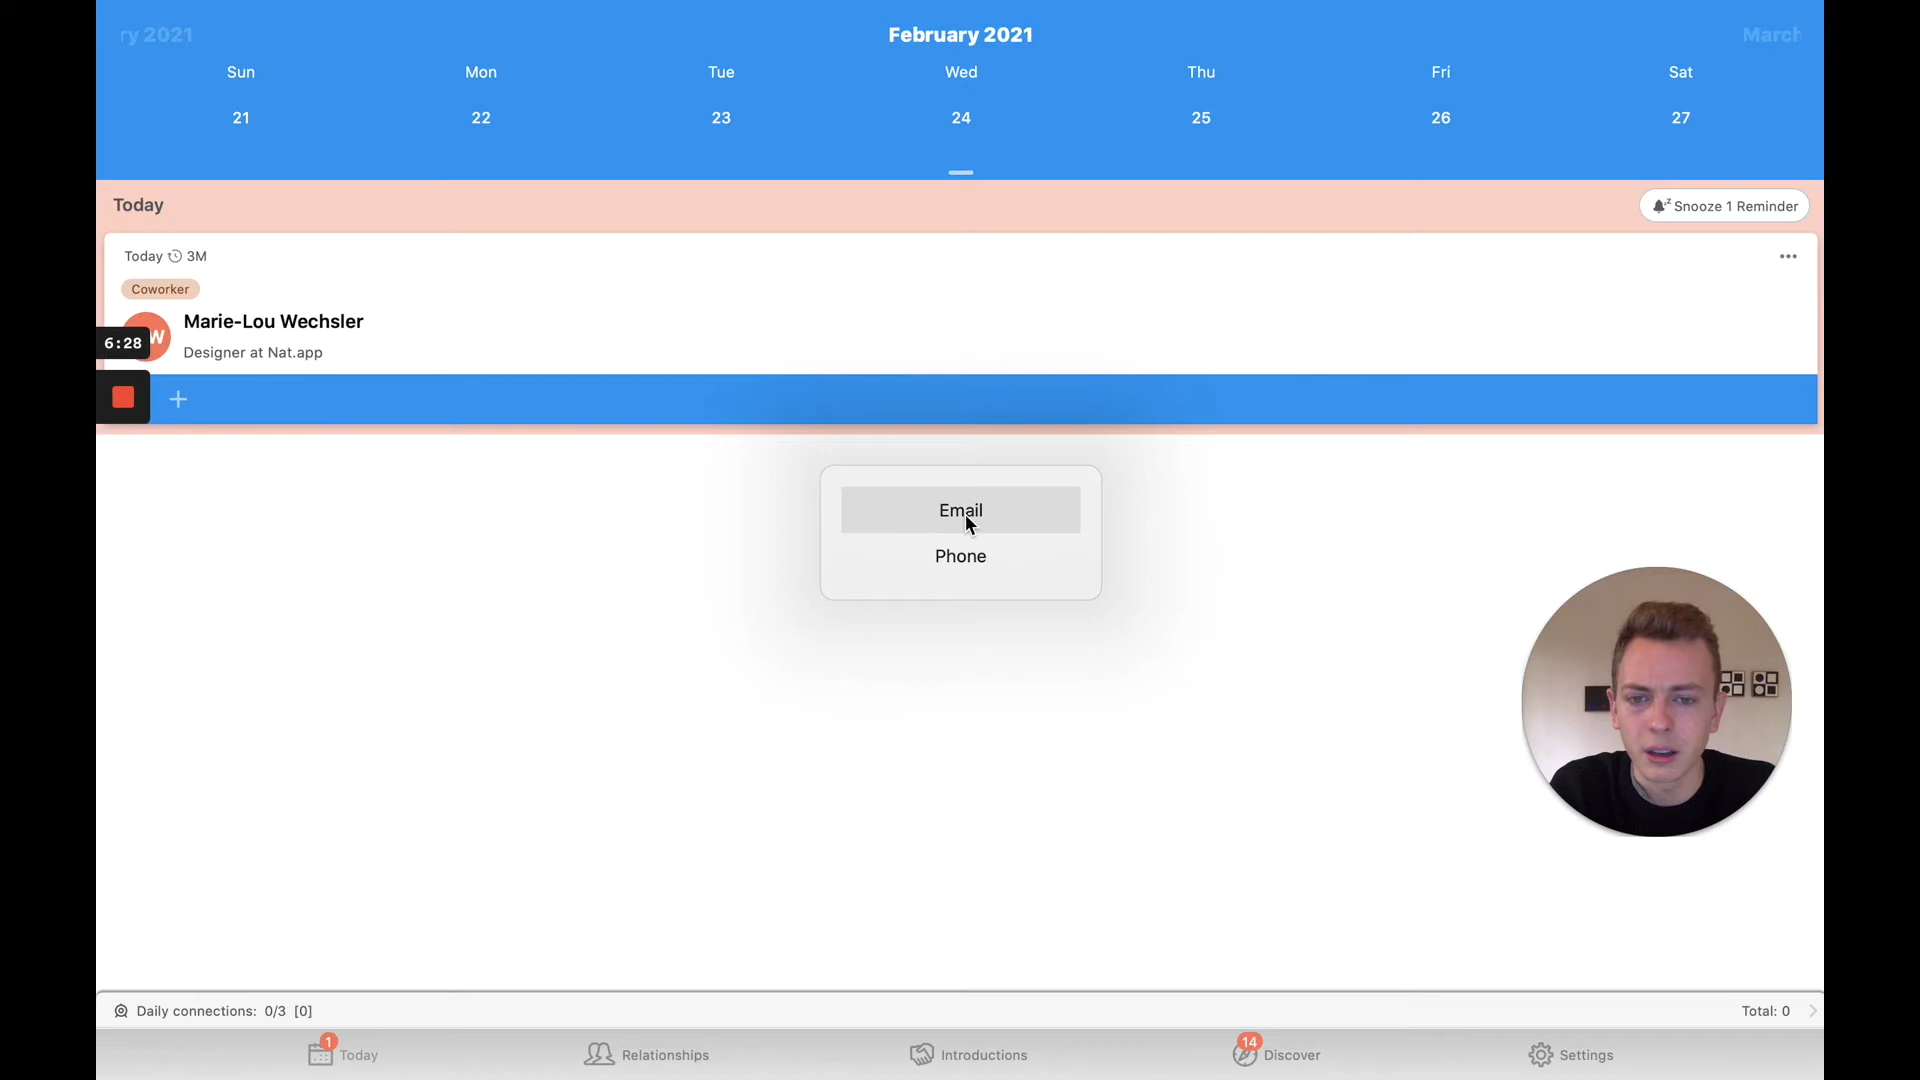 ry 2021
February 2021
March
Sun Mon Tue Wed Thu Fri Sat
21 22 23 24 25 26 27
Today
Snooze 1 Reminder
Today 3M
Coworker
W
Marie-Lou Wechsler
Designer at Nat.app
6:28
+
Email
Phone
Daily connections: 0/3 [0]
Total: 0
1
Today
Relationships
Introductions
14
Discover
Settings